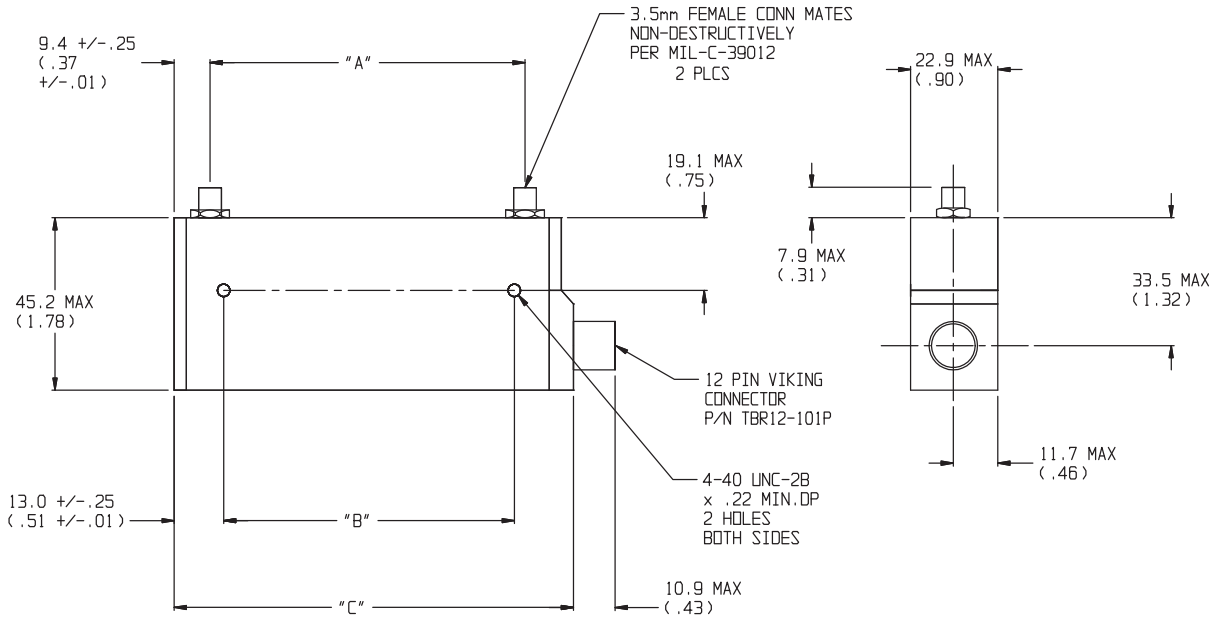 3.5mm FEMALE CONN MATES
NON-DESTRUCTIVELY
PER MIL-C-39012
2 PLCS
9.4 +/-.25
(.37
+/-.01)
"A"
22.9 MAX
(.90)
19.1 MAX
(.75)
7.9 MAX
(.31)
33.5 MAX
(1.32)
45.2 MAX
(1.78)
12 PIN VIKING
CONNECTOR
P/N TBR12-101P
11.7 MAX
(.46)
4-40 UNC-2B
x .22 MIN.DP
2 HOLES
BOTH SIDES
13.0 +/-.25
(.51 +/-.01)
"B"
10.9 MAX
(.43)
"C"